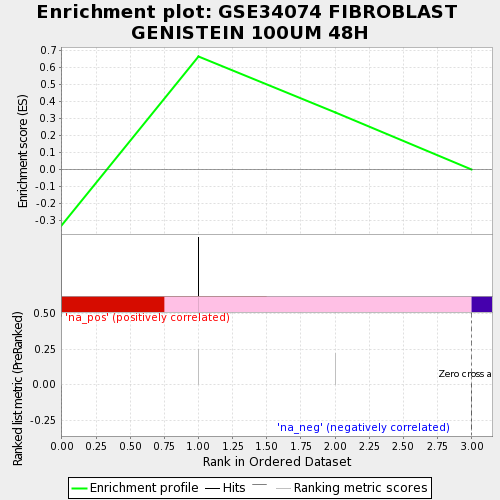 Enrichment plot: GSE34074 FIBROBLAST
GENISTEIN 100UM 48H
Enrichment score (ES)
0.7
0.6
0.5
0.4
0.3
0.2
0.1
0.0
-0.1
-0.2
-0.3
Ranked list metric (PreRanked)
0.50
0.25
0.00
-0.25
'na_pos' (positively correlated)
Zero cross a
'na_neg' (negatively correlated)
0.00 0.25 0.50 0.75 1.00 1.25 1.50 1.75 2.00 2.25 2.50 2.75 3.00
Rank in Ordered Dataset
Enrichment profile Hits Ranking metric scores